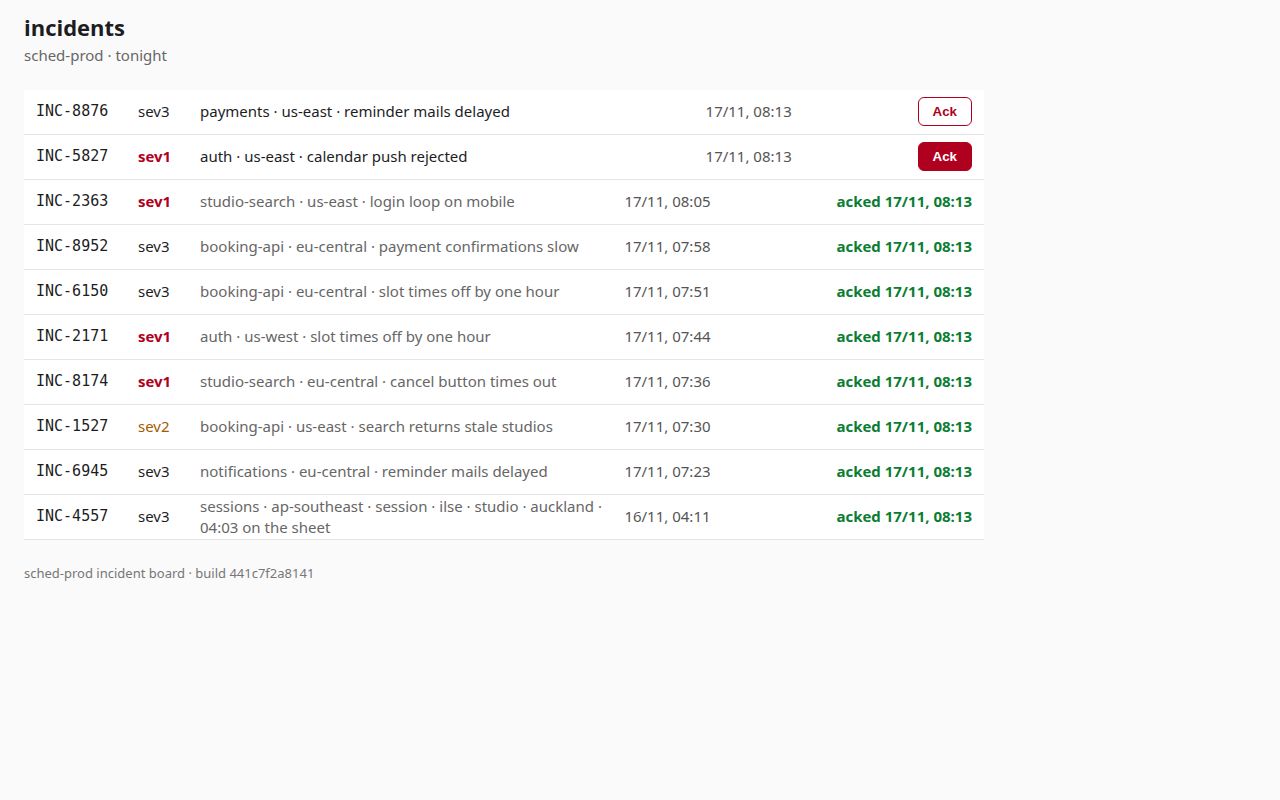 incidents
sched-prod · tonight
INC-8876 sev3 payments · us-east · reminder mails delayed 17/11, 08:13 Ack
INC-5827 sev1 auth · us-east · calendar push rejected 17/11, 08:13 Ack
INC-2363 sev1 studio-search · us-east · login loop on mobile 17/11, 08:05 acked 17/11, 08:13
INC-8952 sev3 booking-api · eu-central · payment confirmations slow 17/11, 07:58 acked 17/11, 08:13
INC-6150 sev3 booking-api · eu-central · slot times off by one hour 17/11, 07:51 acked 17/11, 08:13
INC-2171 sev1 auth · us-west · slot times off by one hour 17/11, 07:44 acked 17/11, 08:13
INC-8174 sev1 studio-search · eu-central · cancel button times out 17/11, 07:36 acked 17/11, 08:13
INC-1527 sev2 booking-api · us-east · search returns stale studios 17/11, 07:30 acked 17/11, 08:13
INC-6945 sev3 notifications · eu-central · reminder mails delayed 17/11, 07:23 acked 17/11, 08:13
INC-4557 sev3 sessions · ap-southeast · session · ilse · studio · auckland · 16/11, 04:11 acked 17/11, 08:13
04:03 on the sheet
sched-prod incident board · build 441c7f2a8141